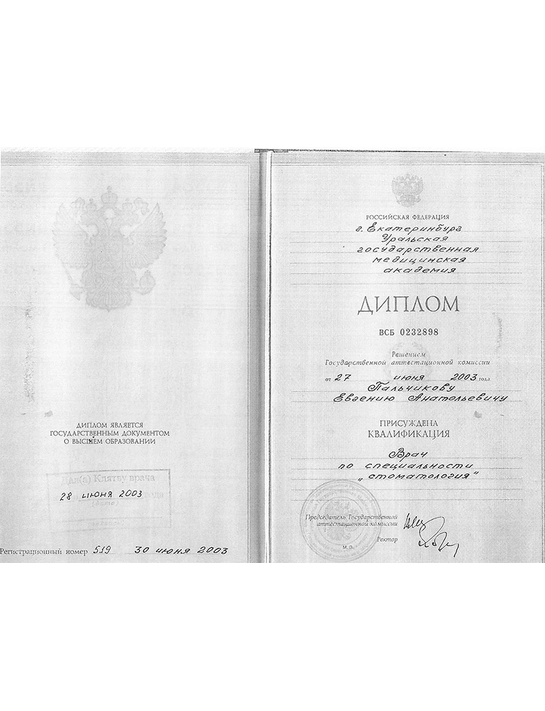 ДИПЛОМ ЯВЛЯЕТСЯ
ГОСУДАРСТВЕННЫМ ДОКУМЕНТОМ
О ВЫСШЕМ ОБРАЗОВАНИИ
Клятву врача
28 июня 2003
Регистрационный номер 519 30 июня 2003
РОССИЙСКАЯ ФЕДЕРАЦИЯ
г. Екатеринбург
Уральская
государственная
медицинская
академия
ДИПЛОМ
ВСБ 0232898
Решением
Государственной аттестационной комиссии
от 27 июня 2003 года
Пальчикову
Евгению Анатольевичу
ПРИСУЖДЕНА
КВАЛИФИКАЦИЯ
Врач
по специальности
„стоматология"
Председатель Государственной
аттестационной комиссии
Ректор
М.П.